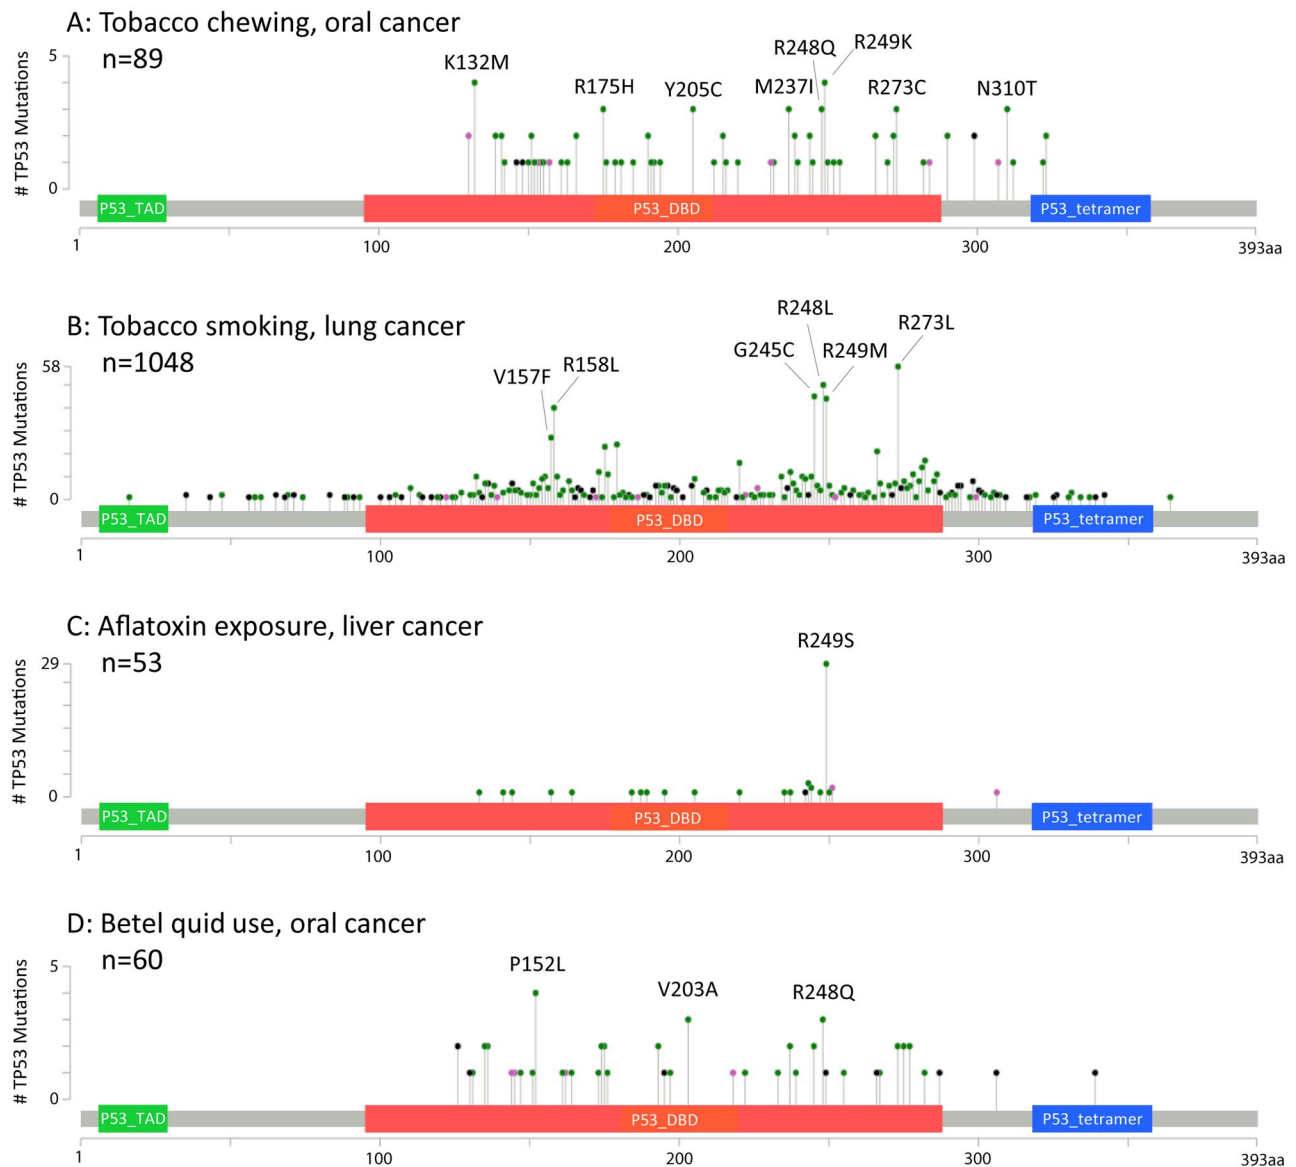 A: Tobacco chewing, oral cancer
n=89
# TP53 Mutations
5
0
K132M
R175H
Y205C
M237I
R248Q
R249K
R273C
N310T
P53_TAD
P53_DBD
P53_tetramer
1
100
200
300
393aa
B: Tobacco smoking, lung cancer
n=1048
# TP53 Mutations
58
0
V157F
R158L
G245C
R248L
R249M
R273L
P53_TAD
P53_DBD
P53_tetramer
1
100
200
300
393aa
C: Aflatoxin exposure, liver cancer
n=53
# TP53 Mutations
29
0
R249S
P53_TAD
P53_DBD
P53_tetramer
1
100
200
300
393aa
D: Betel quid use, oral cancer
n=60
# TP53 Mutations
5
0
P152L
V203A
R248Q
P53_TAD
P53_DBD
P53_tetramer
1
100
200
300
393aa